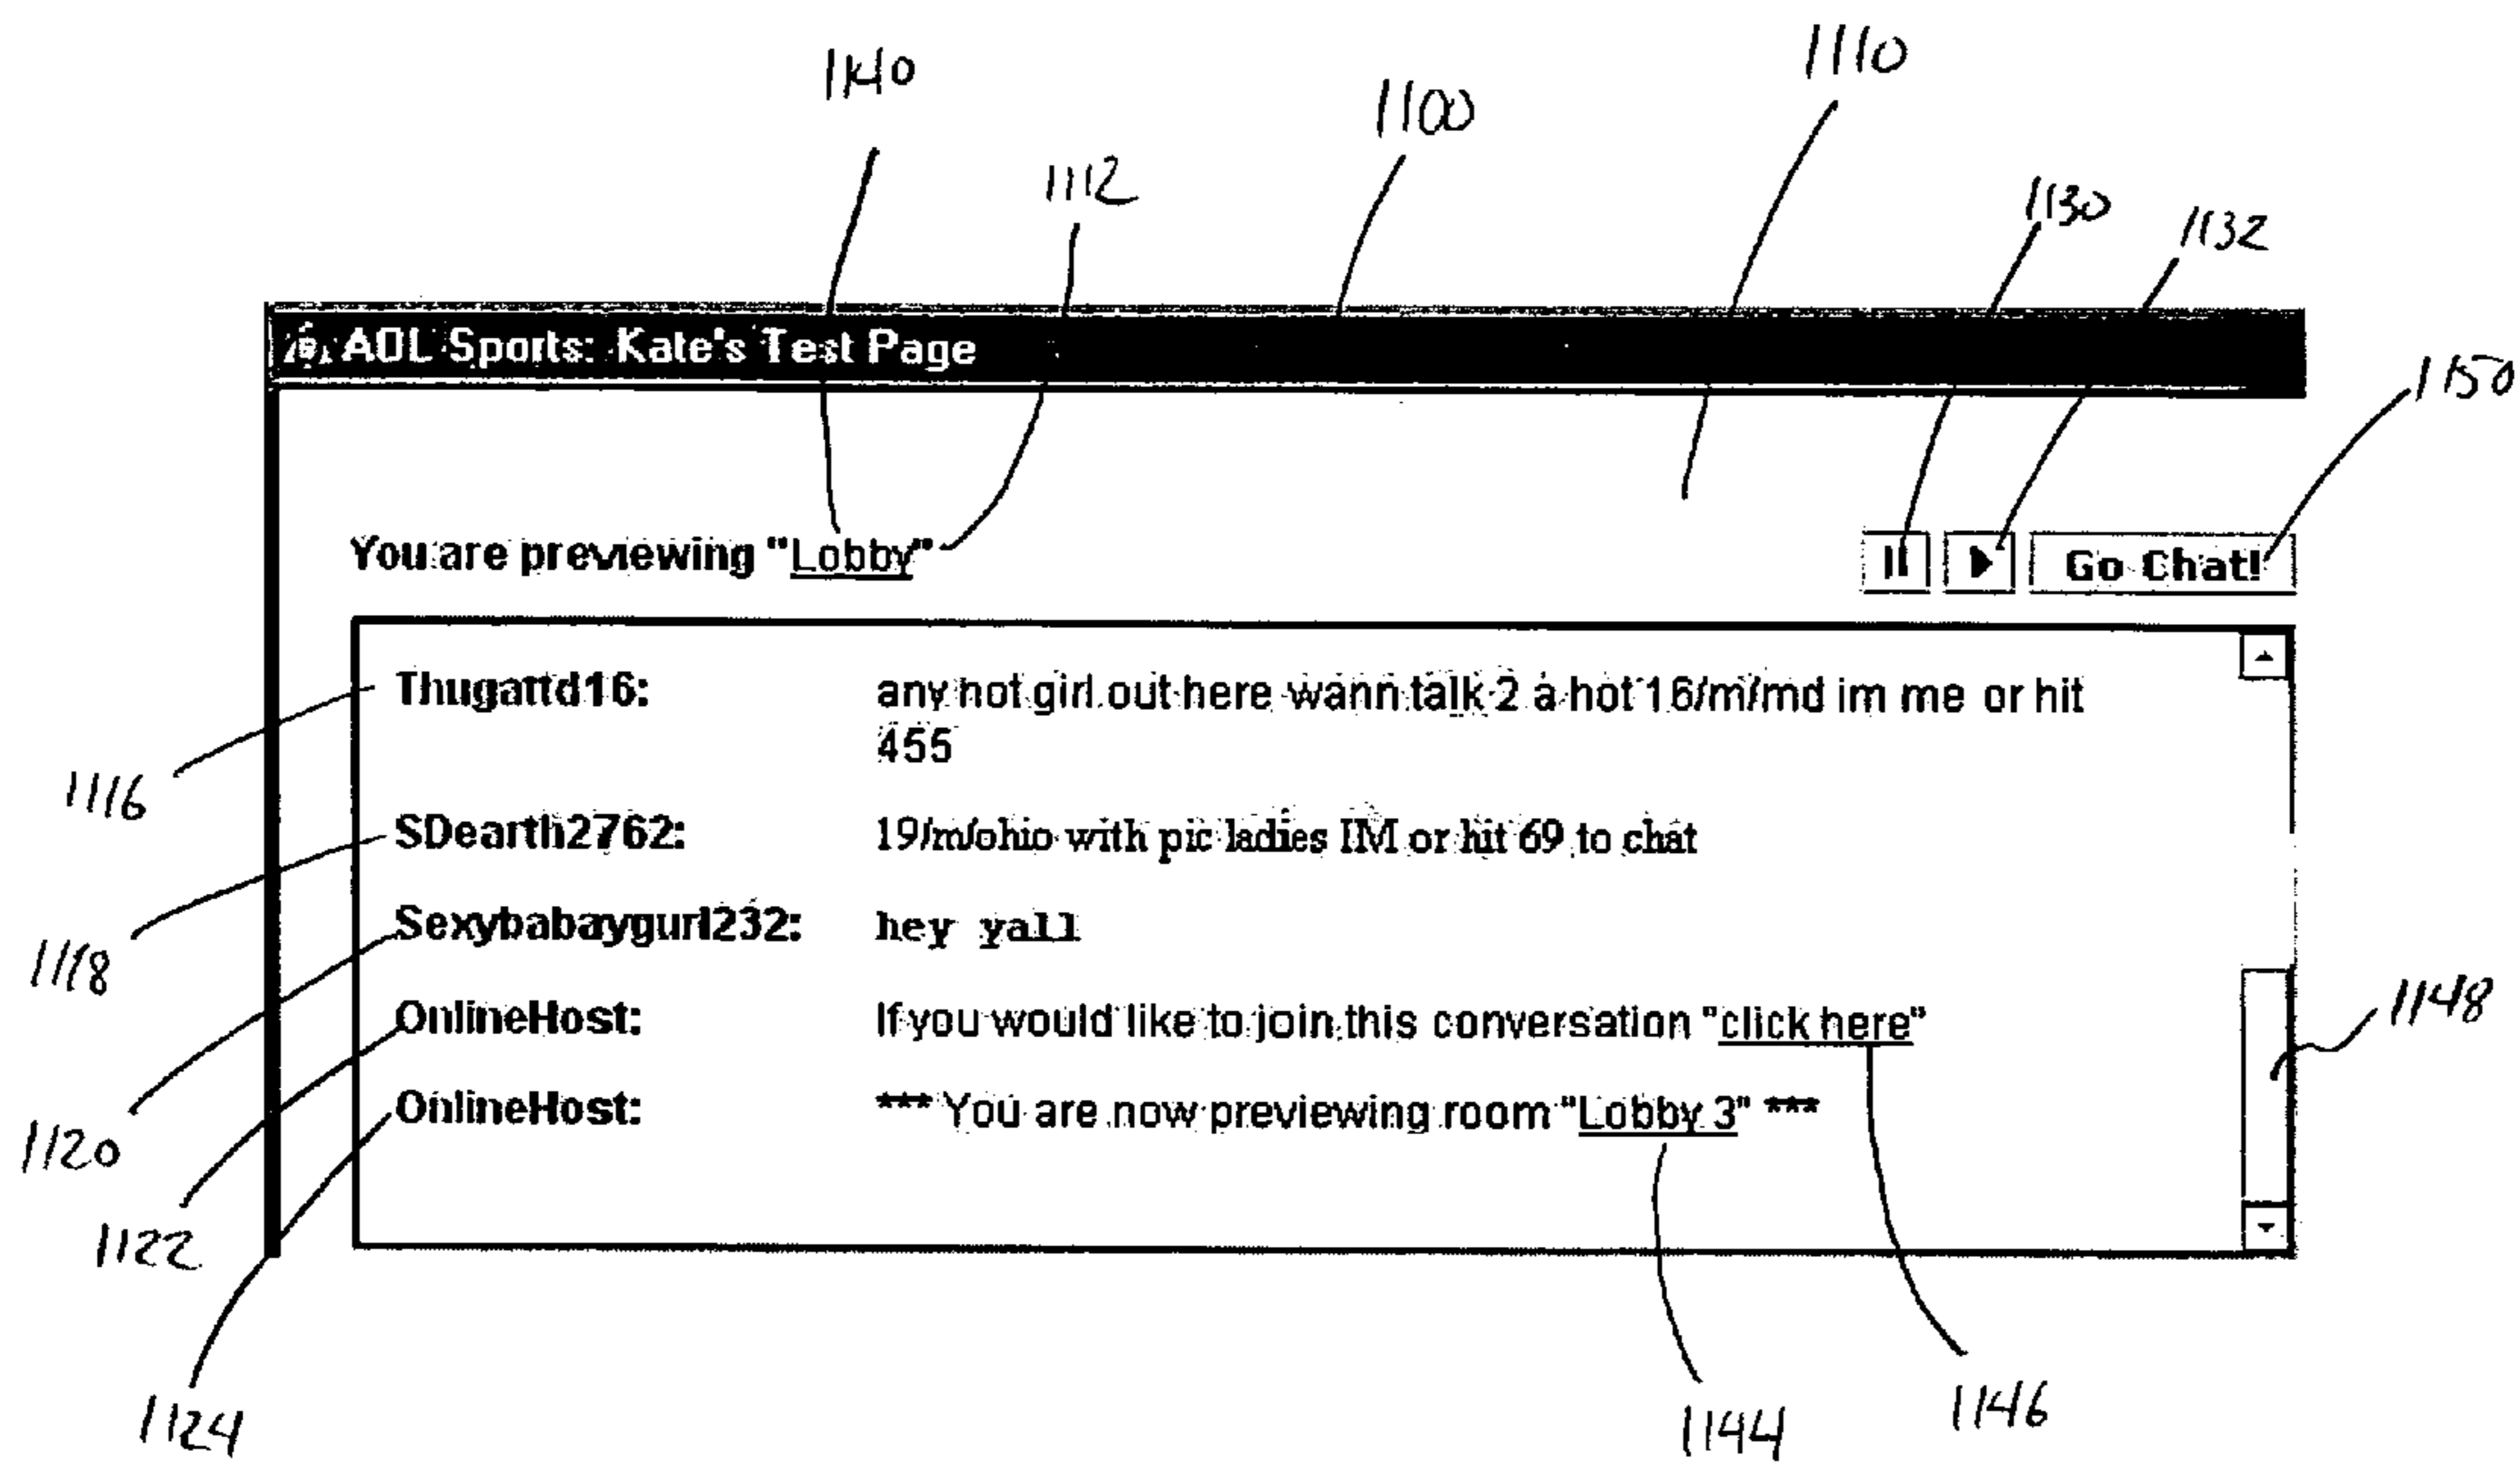 1140
1100
1110
1112
1130
1132
AOL Sports: Kate's Test Page
1150
You are previewing "Lobby"
Go Chat!
Thugattd16: any hot girl out here wann talk 2 a hot 16/m/md im me or hit
455
1116
SDearth2762: 19/m/ohio with pic ladies IM or hit 69 to chat
Sexybabaygurl232: hey yall
1118
OnlineHost: If you would like to join this conversation "click here"
1148
OnlineHost: *** You are now previewing room "Lobby 3" ***
1120
1122
1124
1144
1146